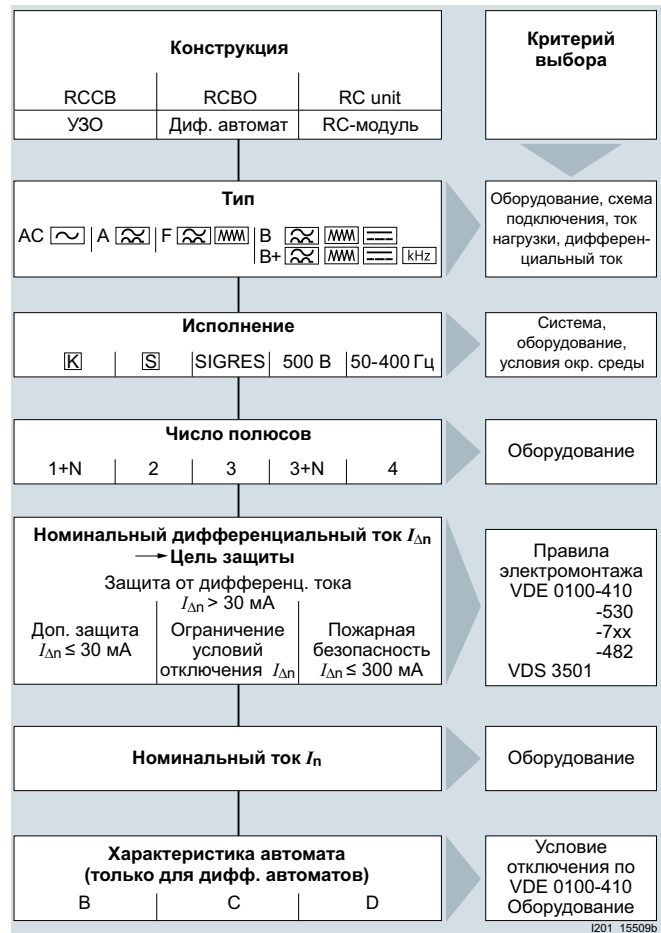 Конструкция
RCCB RCBO RC unit
УЗО Диф. автомат RC-модуль
Критерий
выбора
Тип
AC A F B
B+ kHz
Оборудование, схема
подключения, ток
нагрузки, дифферен-
циальный ток
Исполнение
K S SIGRES 500 В 50-400 Гц
Система,
оборудование,
условия окр. среды
Число полюсов
1+N 2 3 3+N 4
Оборудование
Номинальный дифференциальный ток IΔn
→ Цель защиты
Защита от дифференц. тока
IΔn > 30 мА
Доп. защита
IΔn ≤ 30 мА
Ограничение
условий
отключения IΔn
Пожарная
безопасность
IΔn ≤ 300 мА
Правила
электромонтажа
VDE 0100-410
-530
-7xx
-482
VDS 3501
Номинальный ток In
Оборудование
Характеристика автомата
(только для дифф. автоматов)
B C D
Условие
отключения по
VDE 0100-410
Оборудование
I201_15509b